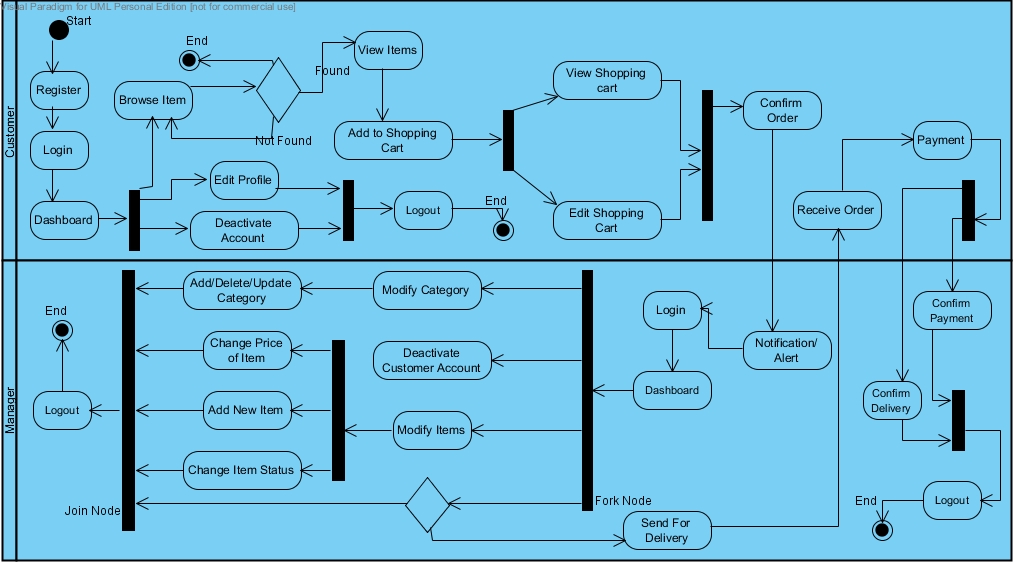 Visual Paradigm for UML Personal Edition [not for commercial use]
Start
End
View Items
Found
View Shopping
cart
Register
Browse Item
Confirm
Order
Customer
Not Found
Add to Shopping
Cart
Payment
Login
Edit Profile
Dashboard
Deactivate
Account
Logout
End
Edit Shopping
Cart
Receive Order
Add/Delete/Update
Category
Modify Category
Login
Confirm
Payment
End
Change Price
of Item
Deactivate
Customer Account
Notification/
Alert
Manager
Logout
Add New Item
Modify Items
Dashboard
Confirm
Delivery
Change Item Status
Join Node
Fork Node
Send For
Delivery
End
Logout